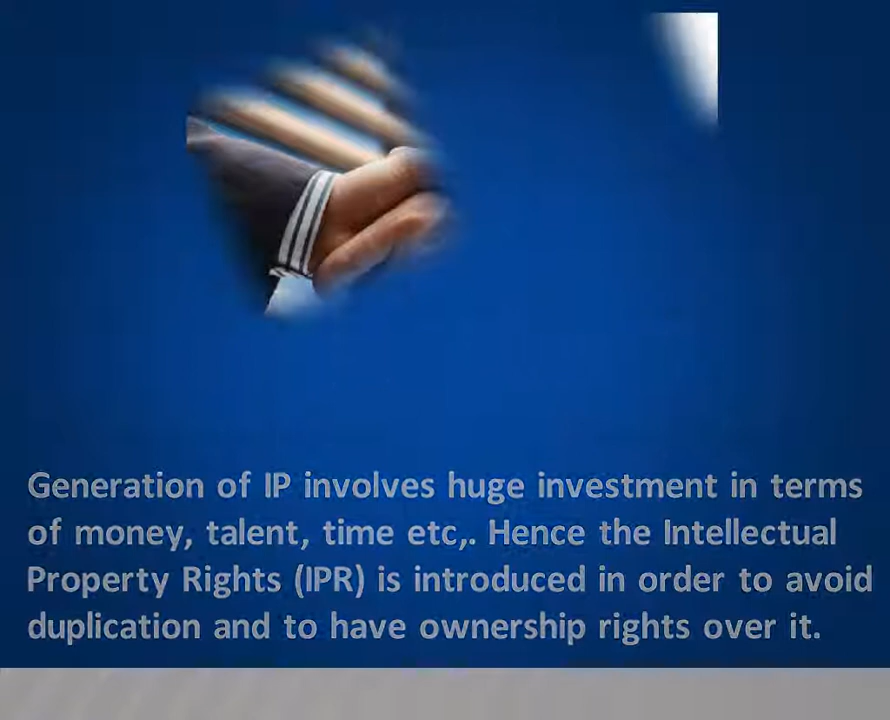 Generation of IP involves huge investment in terms
of money, talent, time etc,. Hence the Intellectual
Property Rights (IPR) is introduced in order to avoid
duplication and to have ownership rights over it.